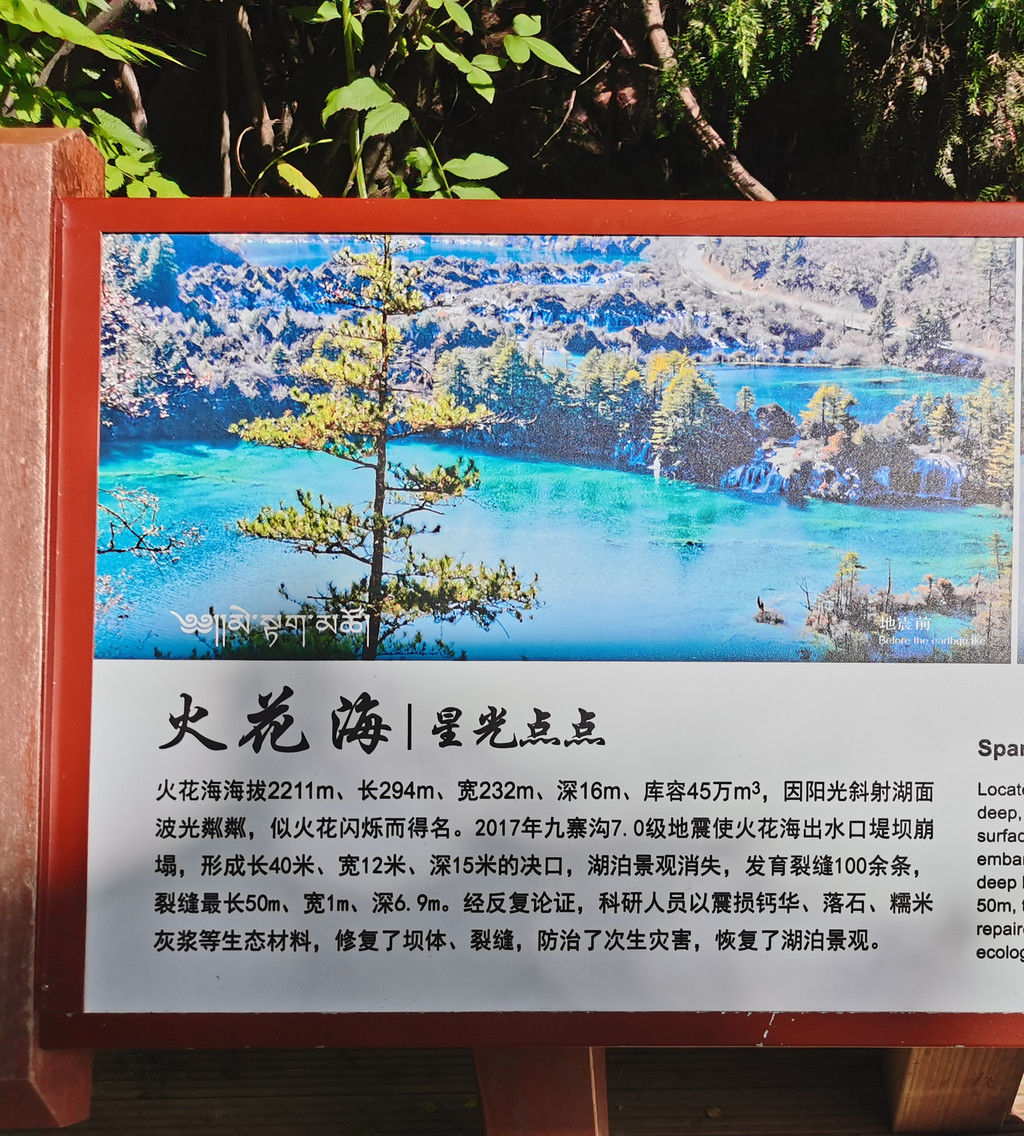 ༄༅།།མེ་སྟག་མཚོ།
地震前
Before the earthquake
火花海|星光点点
火花海海拔2211m、长294m、宽232m、深16m、库容45万m³，因阳光斜射湖面
波光粼粼，似火花闪烁而得名。2017年九寨沟7.0级地震使火花海出水口堤坝崩
塌，形成长40米、宽12米、深15米的决口，湖泊景观消失，发育裂缝100余条，
裂缝最长50m、宽1m、深6.9m。经反复论证，科研人员以震损钙华、落石、糯米
灰浆等生态材料，修复了坝体、裂缝，防治了次生灾害，恢复了湖泊景观。
Spar
Locate
deep,
surfac
embar
deep l
50m, t
repaire
ecolog